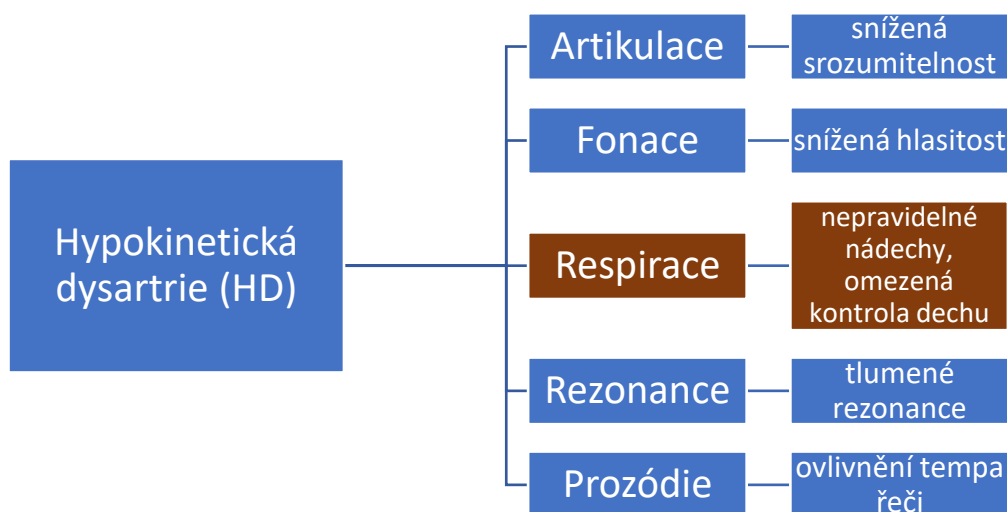 Hypokinetická
dysartrie (HD)
Artikulace
snížená
srozumitelnost
Fonace
snížená hlasitost
Respirace
nepravidelné
nádechy,
omezená
kontrola dechu
Rezonance
tlumené
rezonance
Prozódie
ovlivnění tempa
řeči